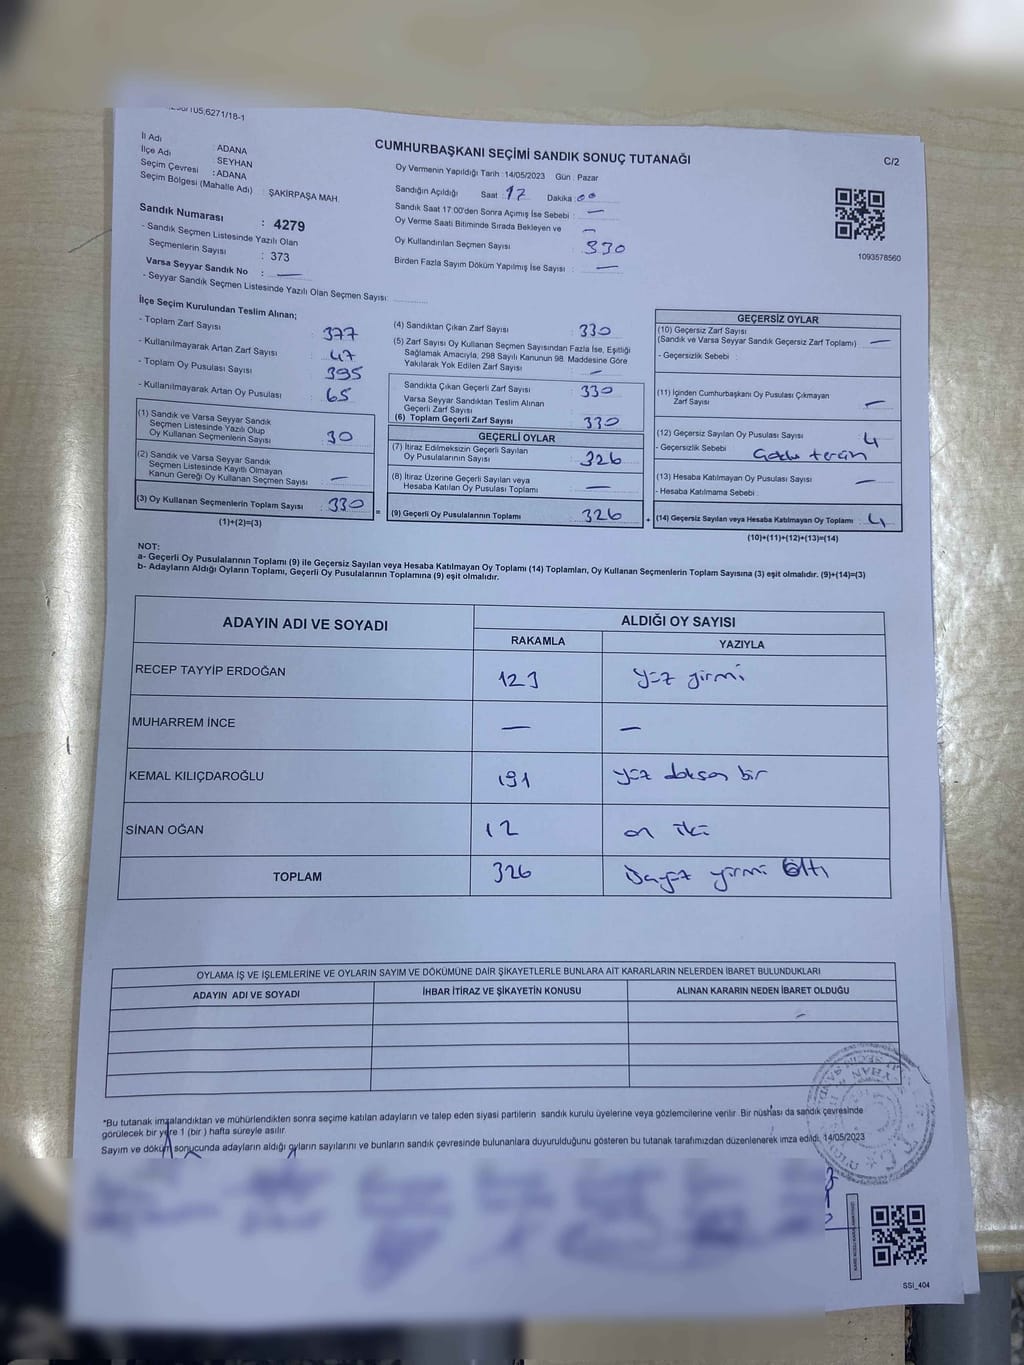 6271/18-1
İl Adı : ADANA
İlçe Adı : SEYHAN
Seçim Çevresi : ADANA
Seçim Bölgesi (Mahalle Adı) : ŞAKİRPAŞA MAH.
CUMHURBAŞKANI SEÇİMİ SANDIK SONUÇ TUTANAĞI
C/2
Oy Vermenin Yapıldığı Tarih : 14/05/2023 Gün : Pazar
Sandığın Açıldığı Saat : 17 Dakika : 00
Sandık Saat 17:00'den Sonra Açımış İse Sebebi : —
Oy Verme Saati Bitiminde Sırada Bekleyen ve —
Oy Kullandırılan Seçmen Sayısı : 330
Birden Fazla Sayım Döküm Yapılmış İse Sayısı : —
1093578560
Sandık Numarası : 4279
- Sandık Seçmen Listesinde Yazılı Olan
Seçmenlerin Sayısı : 373
Varsa Seyyar Sandık No : —
- Seyyar Sandık Seçmen Listesinde Yazılı Olan Seçmen Sayısı:
İlçe Seçim Kurulundan Teslim Alınan;
- Toplam Zarf Sayısı : 377
- Kullanılmayarak Artan Zarf Sayısı : 47
- Toplam Oy Pusulası Sayısı : 395
- Kullanılmayarak Artan Oy Pusulası : 65
(1) Sandık ve Varsa Seyyar Sandık
Seçmen Listesinde Yazılı Olup
Oy Kullanan Seçmenlerin Sayısı : 30
(2) Sandık ve Varsa Seyyar Sandık
Seçmen Listesinde Kayıtlı Olmayan
Kanun Gereği Oy Kullanan Seçmen Sayısı : —
(3) Oy Kullanan Seçmenlerin Toplam Sayısı : 330
(1)+(2)=(3)
(4) Sandıktan Çıkan Zarf Sayısı : 330
(5) Zarf Sayısı Oy Kullanan Seçmen Sayısından Fazla İse, Eşitliği
Sağlamak Amacıyla, 298 Sayılı Kanunun 98. Maddesine Göre
Yakılarak Yok Edilen Zarf Sayısı : —
Sandıkta Çıkan Geçerli Zarf Sayısı : 330
Varsa Seyyar Sandıktan Teslim Alınan
Geçerli Zarf Sayısı :
(6) Toplam Geçerli Zarf Sayısı : 330
GEÇERLİ OYLAR
(7) İtiraz Edilmeksizin Geçerli Sayılan
Oy Pusulalarının Sayısı : 326
(8) İtiraz Üzerine Geçerli Sayılan veya
Hesaba Katılan Oy Pusulası Toplamı : —
(9) Geçerli Oy Pusulalarının Toplamı : 326
GEÇERSİZ OYLAR
(10) Geçersiz Zarf Sayısı
(Sandık ve Varsa Seyyar Sandık Geçersiz Zarf Toplamı) : —
- Geçersizlik Sebebi :
(11) İçinden Cumhurbaşkanı Oy Pusulası Çıkmayan
Zarf Sayısı : —
(12) Geçersiz Sayılan Oy Pusulası Sayısı : 4
- Geçersizlik Sebebi :
(13) Hesaba Katılmayan Oy Pusulası Sayısı : —
- Hesaba Katılmama Sebebi :
(14) Geçersiz Sayılan veya Hesaba Katılmayan Oy Toplamı : 4
(10)+(11)+(12)+(13)=(14)
NOT:
a- Geçerli Oy Pusulalarının Toplamı (9) ile Geçersiz Sayılan veya Hesaba Katılmayan Oy Toplamı (14) Toplamları, Oy Kullanan Seçmenlerin Toplam Sayısına (3) eşit olmalıdır. (9)+(14)=(3)
b- Adayların Aldığı Oyların Toplamı, Geçerli Oy Pusulalarının Toplamına (9) eşit olmalıdır.
ADAYIN ADI VE SOYADI
ALDIĞI OY SAYISI
RAKAMLA YAZIYLA
RECEP TAYYİP ERDOĞAN 123 yüz yirmi
MUHARREM İNCE — —
KEMAL KILIÇDAROĞLU 191 yüz doksan bir
SİNAN OĞAN 12 on iki
TOPLAM 326 üçyüz yirmi altı
OYLAMA İŞ VE İŞLEMLERİNE VE OYLARIN SAYIM VE DÖKÜMÜNE DAİR ŞİKAYETLERLE BUNLARA AİT KARARLARIN NELERDEN İBARET BULUNDUKLARI
ADAYIN ADI VE SOYADI İHBAR İTİRAZ VE ŞİKAYETİN KONUSU ALINAN KARARIN NEDEN İBARET OLDUĞU
*Bu tutanak imzalandıktan ve mühürlendikten sonra seçime katılan adayların ve talep eden siyasi partilerin sandık kurulu üyelerine veya gözlemcilerine verilir. Bir nüshası da sandık çevresinde
görülecek bir yere 1 (bir ) hafta süreyle asılır.
Sayım ve döküm sonucunda adayların aldığı oyların sayılarını ve bunların sandık çevresinde bulunanlara duyurulduğunu gösteren bu tutanak tarafımızdan düzenlenerek imza edildi. 14/05/2023
SSI_404